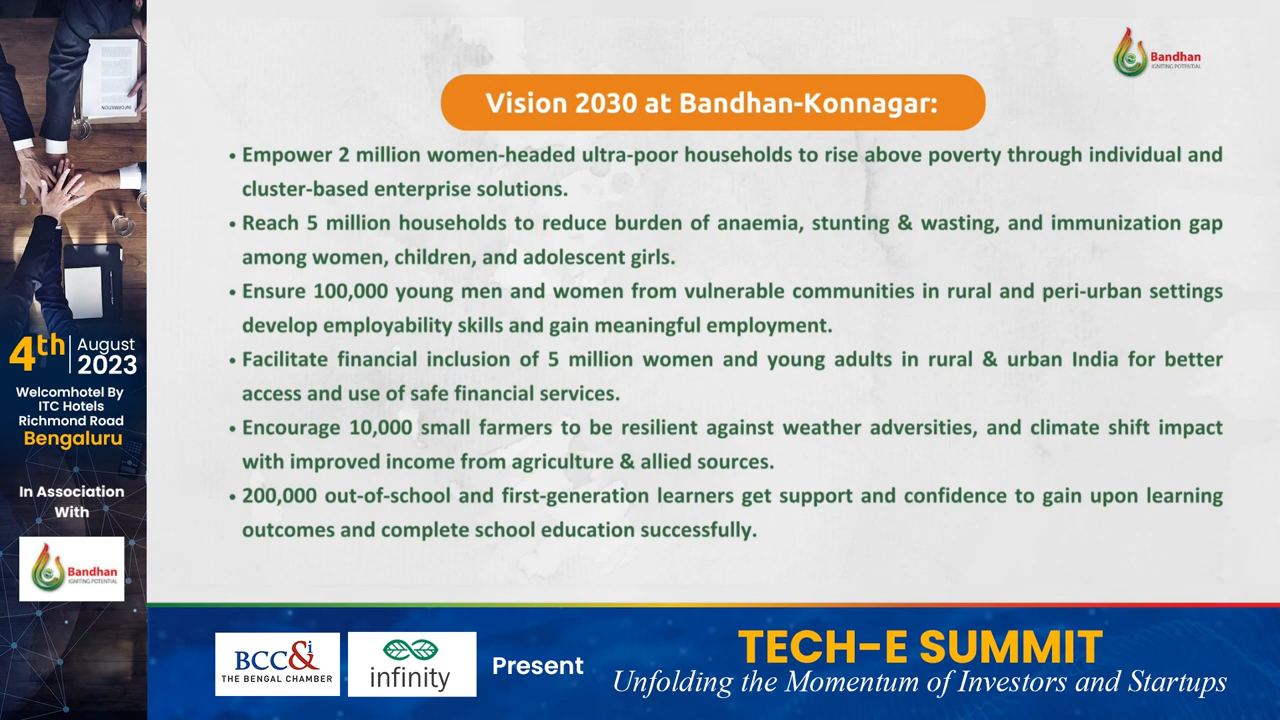 INFORMATION
4th
August
2023
Welcomhotel By
ITC Hotels
Richmond Road
Bengaluru
In Association
With
Bandhan
IGNITING POTENTIAL
Bandhan
IGNITING POTENTIAL
Vision 2030 at Bandhan-Konnagar:
• Empower 2 million women-headed ultra-poor households to rise above poverty through individual and
cluster-based enterprise solutions.
• Reach 5 million households to reduce burden of anaemia, stunting & wasting, and immunization gap
among women, children, and adolescent girls.
• Ensure 100,000 young men and women from vulnerable communities in rural and peri-urban settings
develop employability skills and gain meaningful employment.
• Facilitate financial inclusion of 5 million women and young adults in rural & urban India for better
access and use of safe financial services.
• Encourage 10,000 small farmers to be resilient against weather adversities, and climate shift impact
with improved income from agriculture & allied sources.
• 200,000 out-of-school and first-generation learners get support and confidence to gain upon learning
outcomes and complete school education successfully.
BCC&i
THE BENGAL CHAMBER
infinity
Present
TECH-E SUMMIT
Unfolding the Momentum of Investors and Startups